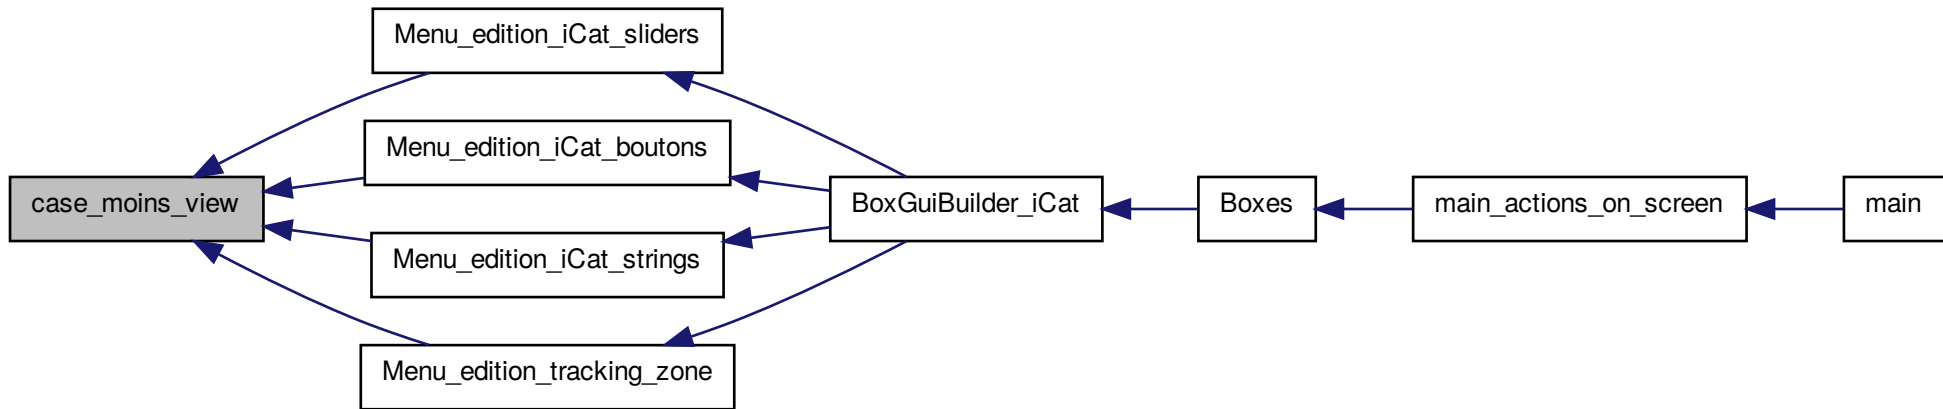 Menu_edition_iCat_sliders
Menu_edition_iCat_boutons
case_moins_view
BoxGuiBuilder_iCat
Boxes
main_actions_on_screen
main
Menu_edition_iCat_strings
Menu_edition_tracking_zone